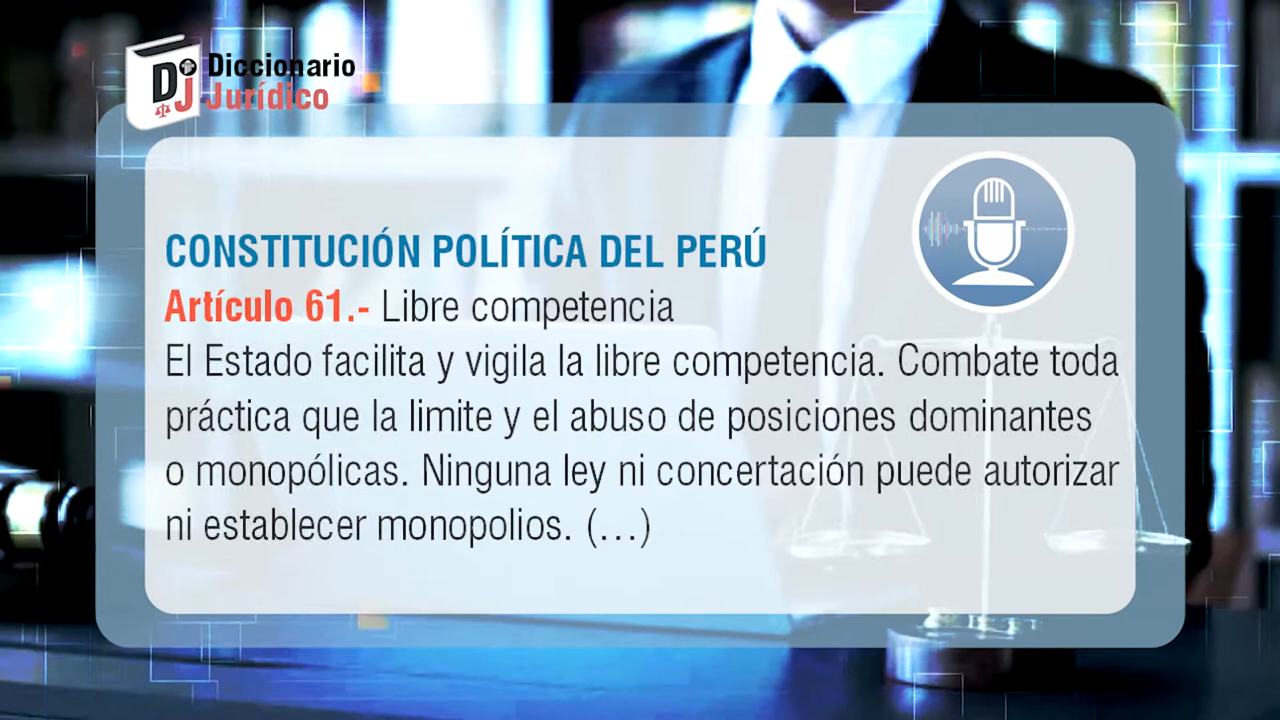 Diccionario
Jurídico
DJ
CONSTITUCIÓN POLÍTICA DEL PERÚ
Artículo 61.- Libre competencia
El Estado facilita y vigila la libre competencia. Combate toda
práctica que la limite y el abuso de posiciones dominantes
o monopólicas. Ninguna ley ni concertación puede autorizar
ni establecer monopolios. (…)